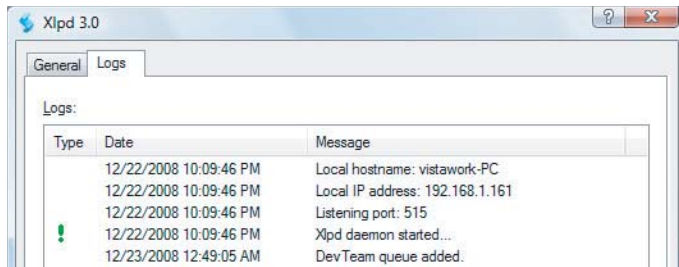 Xlpd 3.0
General Logs
Logs:
Type Date Message
12/22/2008 10:09:46 PM Local hostname: vistawork-PC
12/22/2008 10:09:46 PM Local IP address: 192.168.1.161
12/22/2008 10:09:46 PM Listening port: 515
12/22/2008 10:09:46 PM Xlpd daemon started...
12/23/2008 12:49:05 AM DevTeam queue added.